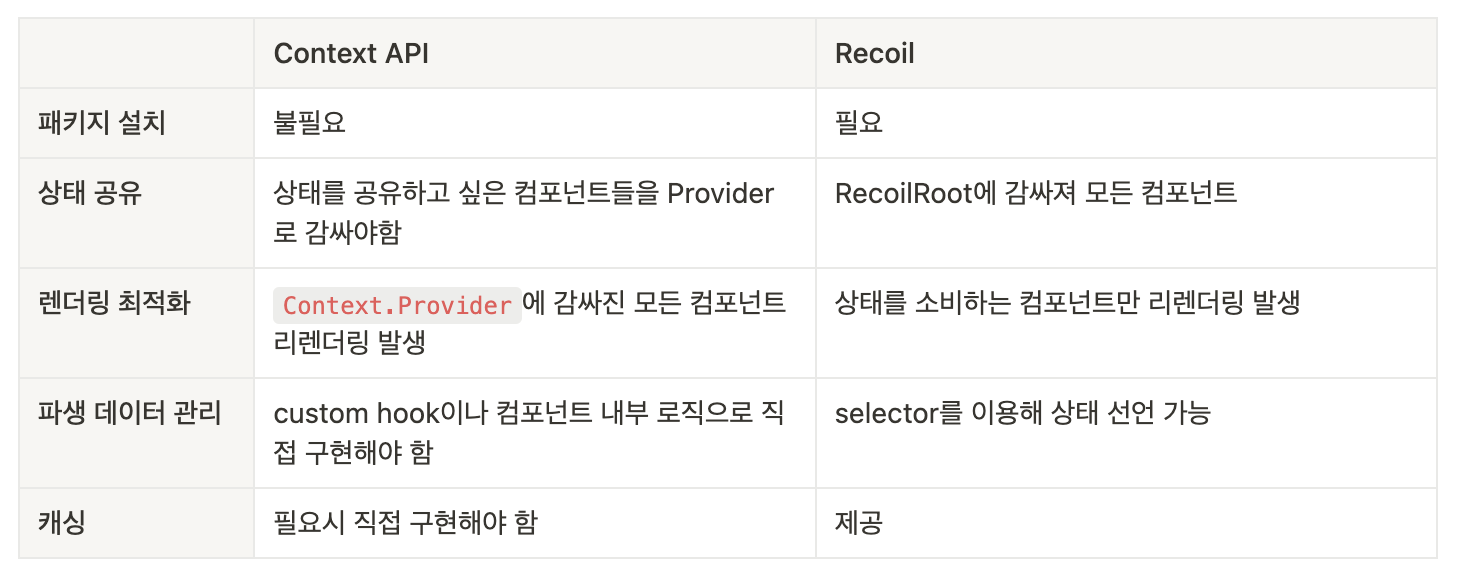 Context API
Recoil
패키지 설치
불필요
필요
상태 공유
상태를 공유하고 싶은 컴포넌트들을 Provider
로 감싸야함
RecoilRoot에 감싸져 모든 컴포넌트
렌더링 최적화
Context.Provider에 감싸진 모든 컴포넌트
리렌더링 발생
상태를 소비하는 컴포넌트만 리렌더링 발생
파생 데이터 관리
custom hook이나 컴포넌트 내부 로직으로 직
접 구현해야 함
selector를 이용해 상태 선언 가능
캐싱
필요시 직접 구현해야 함
제공